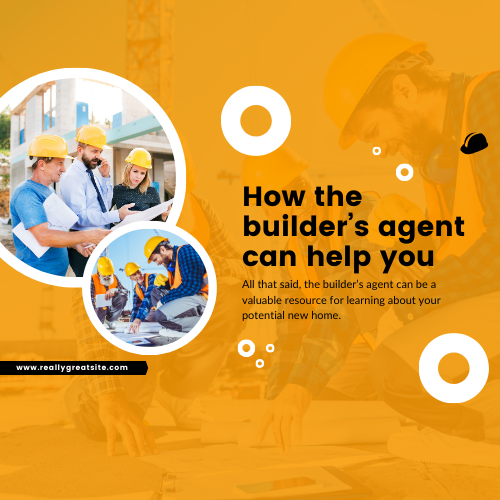 How the
builder's agent
can help you
All that said, the builder's agent can be a
valuable resource for learning about your
potential new home.
www.reallygreatsite.com